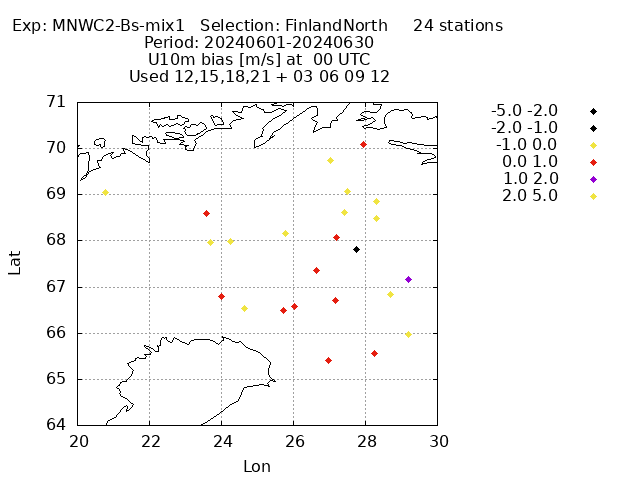 Exp: MNWC2-Bs-mix1 Selection: FinlandNorth 24 stations
Period: 20240601-20240630
U10m bias [m/s] at 00 UTC
Used 12,15,18,21 + 03 06 09 12
-5.0 -2.0
-2.0 -1.0
-1.0 0.0
0.0 1.0
1.0 2.0
2.0 5.0
71
70
69
68
67
66
65
64
Lat
20 22 24 26 28 30
Lon